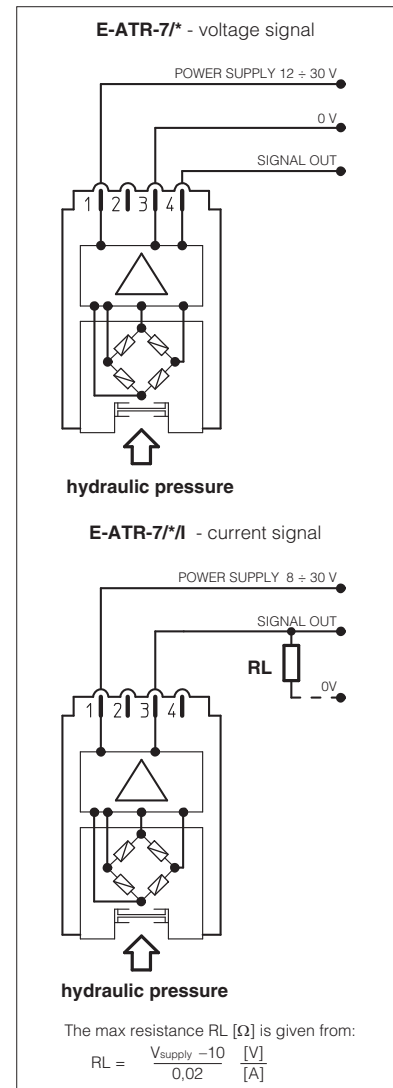 E-ATR-7/* - voltage signal
POWER SUPPLY 12 ÷ 30 V
0 V
SIGNAL OUT
1 2 3 4
hydraulic pressure
E-ATR-7/*/I - current signal
POWER SUPPLY 8 ÷ 30 V
SIGNAL OUT
RL
0V
1 2 3 4
hydraulic pressure
The max resistance RL [Ω] is given from:
RL = Vsupply –10 [V]
0,02 [A]